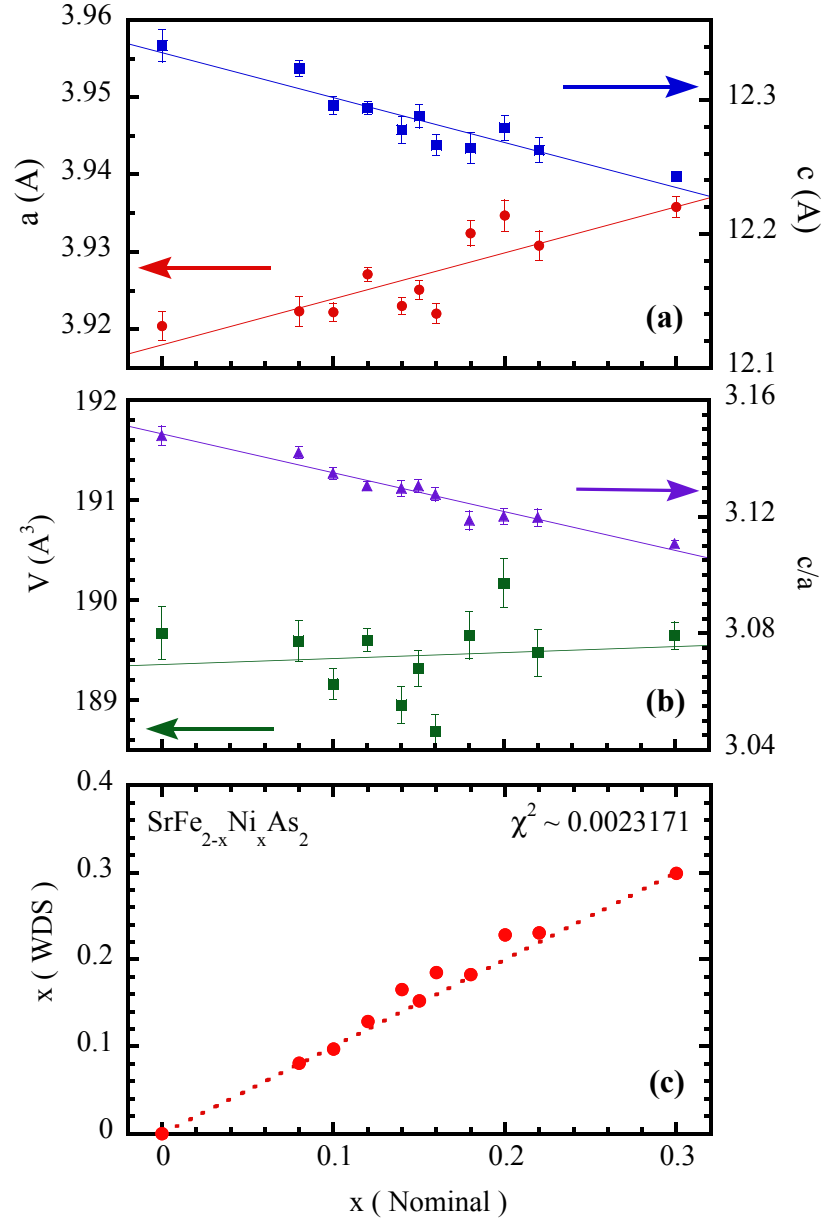 3.96
3.95
3.94
3.93
3.92
a (A)
12.3
12.2
12.1
c (A)
(a)
192
191
190
189
V (A³)
3.16
3.12
3.08
3.04
c/a
(b)
0.4
0.3
0.2
0.1
0
x ( WDS)
SrFe₂₋ₓNiₓAs₂
χ² ~ 0.0023171
(c)
0 0.1 0.2 0.3
x ( Nominal )